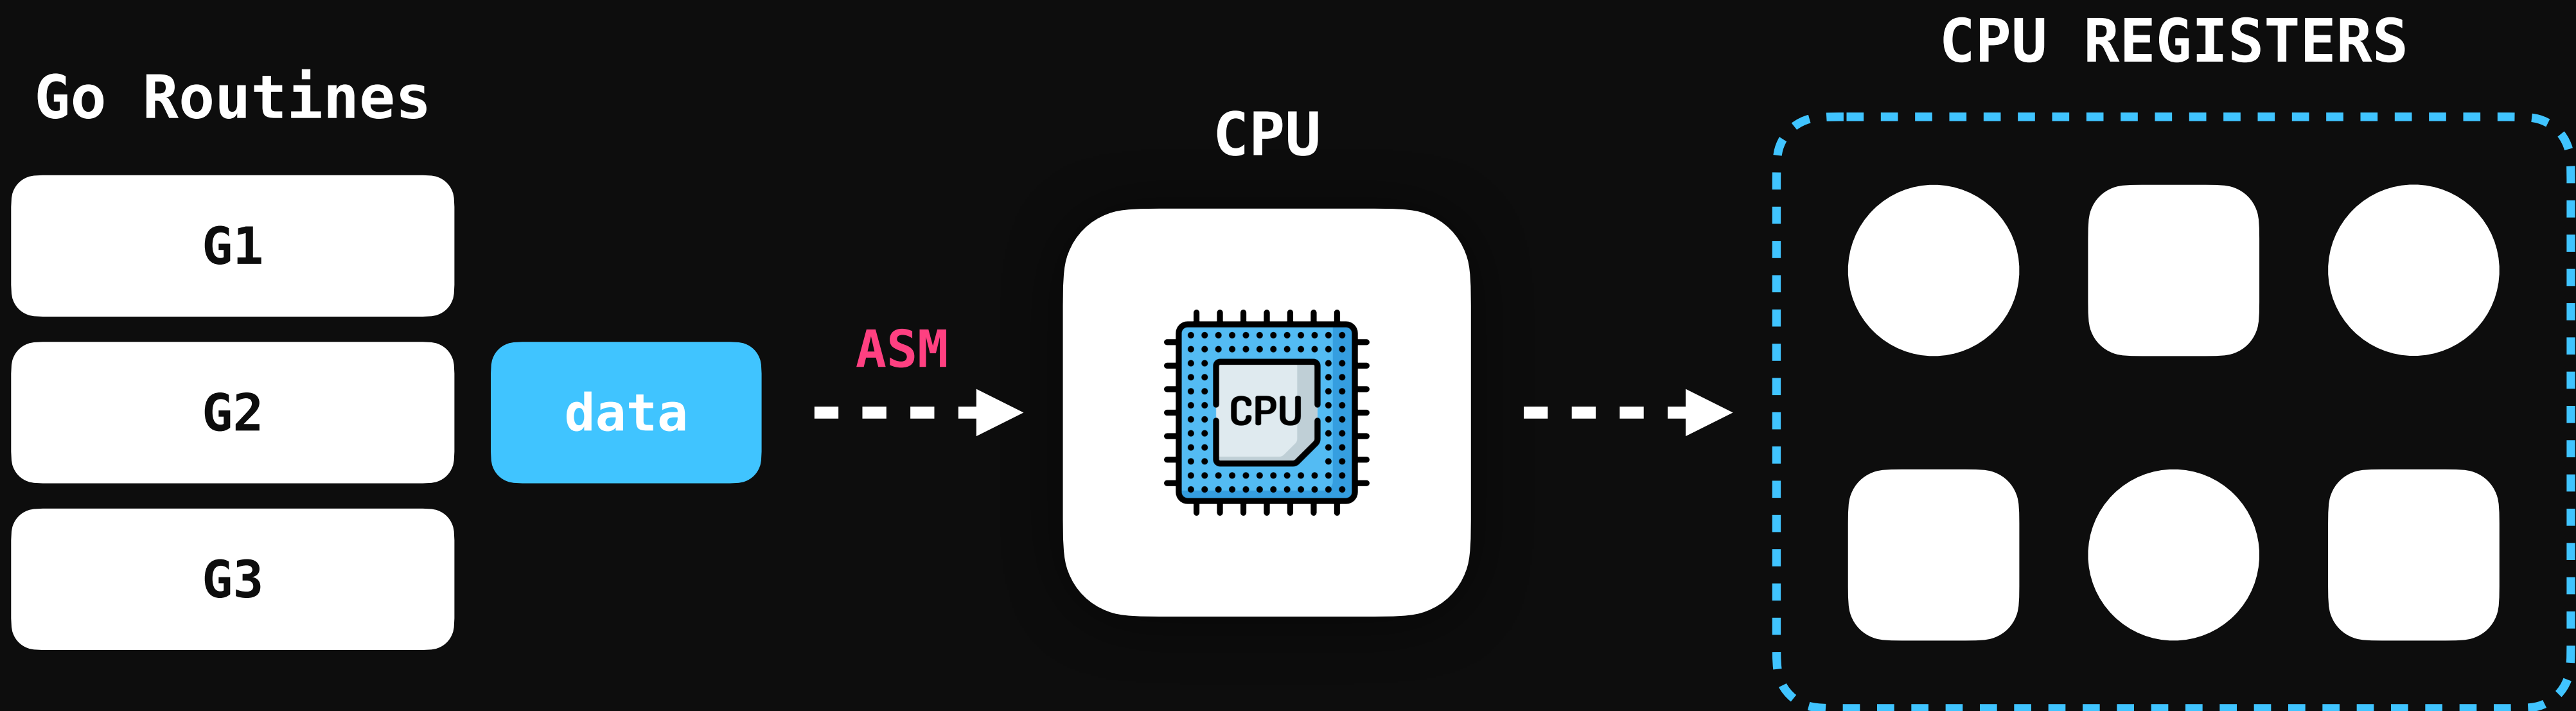 Go Routines
G1
G2
G3
data
ASM
CPU
CPU
CPU REGISTERS